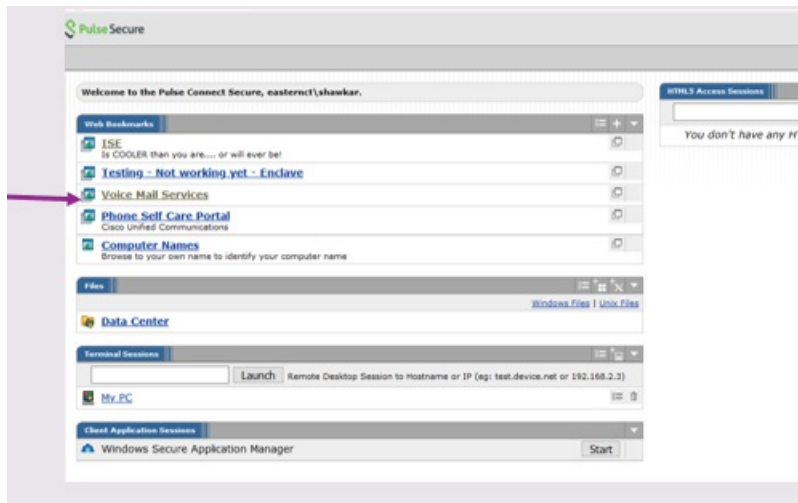 Pulse Secure
Welcome to the Pulse Connect Secure, easternct\shawkar.
HTML5 Access Sessions
You don't have any H
Web Bookmarks
ISE
Is COOLER than you are.... or will ever be!
Testing - Not working yet - Enclave
Voice Mail Services
Phone Self Care Portal
Cisco Unified Communications
Computer Names
Browse to your own name to identify your computer name
Files
Windows Files | Unix Files
Data Center
Terminal Sessions
Launch Remote Desktop Session to Hostname or IP (eg: test.device.net or 192.168.2.3)
My PC
Client Application Sessions
Windows Secure Application Manager Start